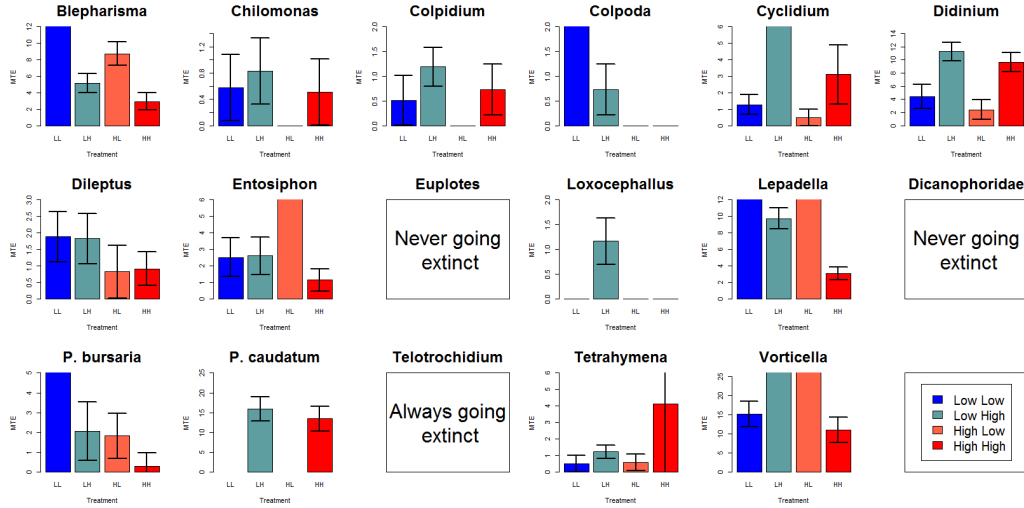 Blepharisma
Chilomonas
Colpidium
Colpoda
Cyclidium
Didinium
MTE
0 2 4 6 8 10 12
LL LH HL HH
Treatment
MTE
0.0 0.4 0.8 1.2
LL LH HL HH
Treatment
MTE
0.0 0.5 1.0 1.5 2.0
LL LH HL HH
Treatment
MTE
0.0 0.5 1.0 1.5 2.0
LL LH HL HH
Treatment
MTE
0 1 2 3 4 5 6
LL LH HL HH
Treatment
MTE
0 2 4 6 8 10 14
LL LH HL HH
Treatment
Dileptus
Entosiphon
Euplotes
Loxocephallus
Lepadella
Dicanophoridae
MTE
0.0 0.5 1.0 1.5 2.0 2.5 3.0
LL LH HL HH
Treatment
MTE
0 1 2 3 4 5 6
LL LH HL HH
Treatment
Never going
extinct
MTE
0.0 0.5 1.0 1.5 2.0
LL LH HL HH
Treatment
MTE
0 2 4 6 8 10 12
LL LH HL HH
Treatment
Never going
extinct
P. bursaria
P. caudatum
Telotrochidium
Tetrahymena
Vorticella
MTE
0 1 2 3 4 5
LL LH HL HH
Treatment
MTE
0 5 10 15 20 25
LL LH HL HH
Treatment
Always going
extinct
MTE
0 1 2 3 4 5 6
LL LH HL HH
Treatment
MTE
0 5 10 15 20 25
LL LH HL HH
Treatment
Low Low
Low High
High Low
High High